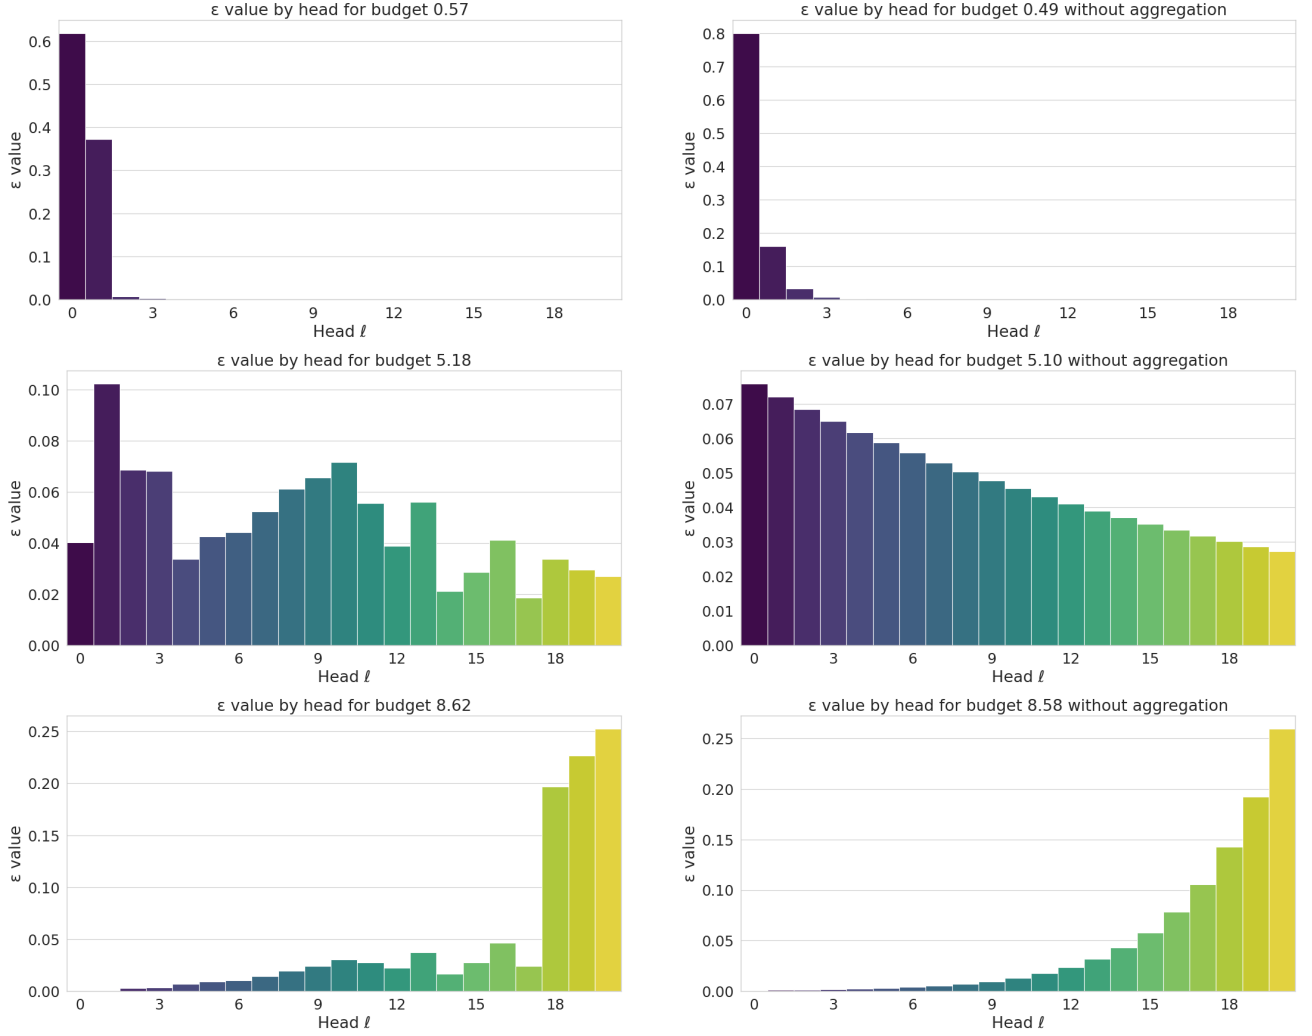 ε value by head for budget 0.57
0.6
0.5
0.4
0.3
0.2
0.1
0.0
ε value
0 3 6 9 12 15 18
Head ℓ
ε value by head for budget 0.49 without aggregation
0.8
0.7
0.6
0.5
0.4
0.3
0.2
0.1
0.0
ε value
0 3 6 9 12 15 18
Head ℓ
ε value by head for budget 5.18
0.10
0.08
0.06
0.04
0.02
0.00
ε value
0 3 6 9 12 15 18
Head ℓ
ε value by head for budget 5.10 without aggregation
0.07
0.06
0.05
0.04
0.03
0.02
0.01
0.00
ε value
0 3 6 9 12 15 18
Head ℓ
ε value by head for budget 8.62
0.25
0.20
0.15
0.10
0.05
0.00
ε value
0 3 6 9 12 15 18
Head ℓ
ε value by head for budget 8.58 without aggregation
0.25
0.20
0.15
0.10
0.05
0.00
ε value
0 3 6 9 12 15 18
Head ℓ